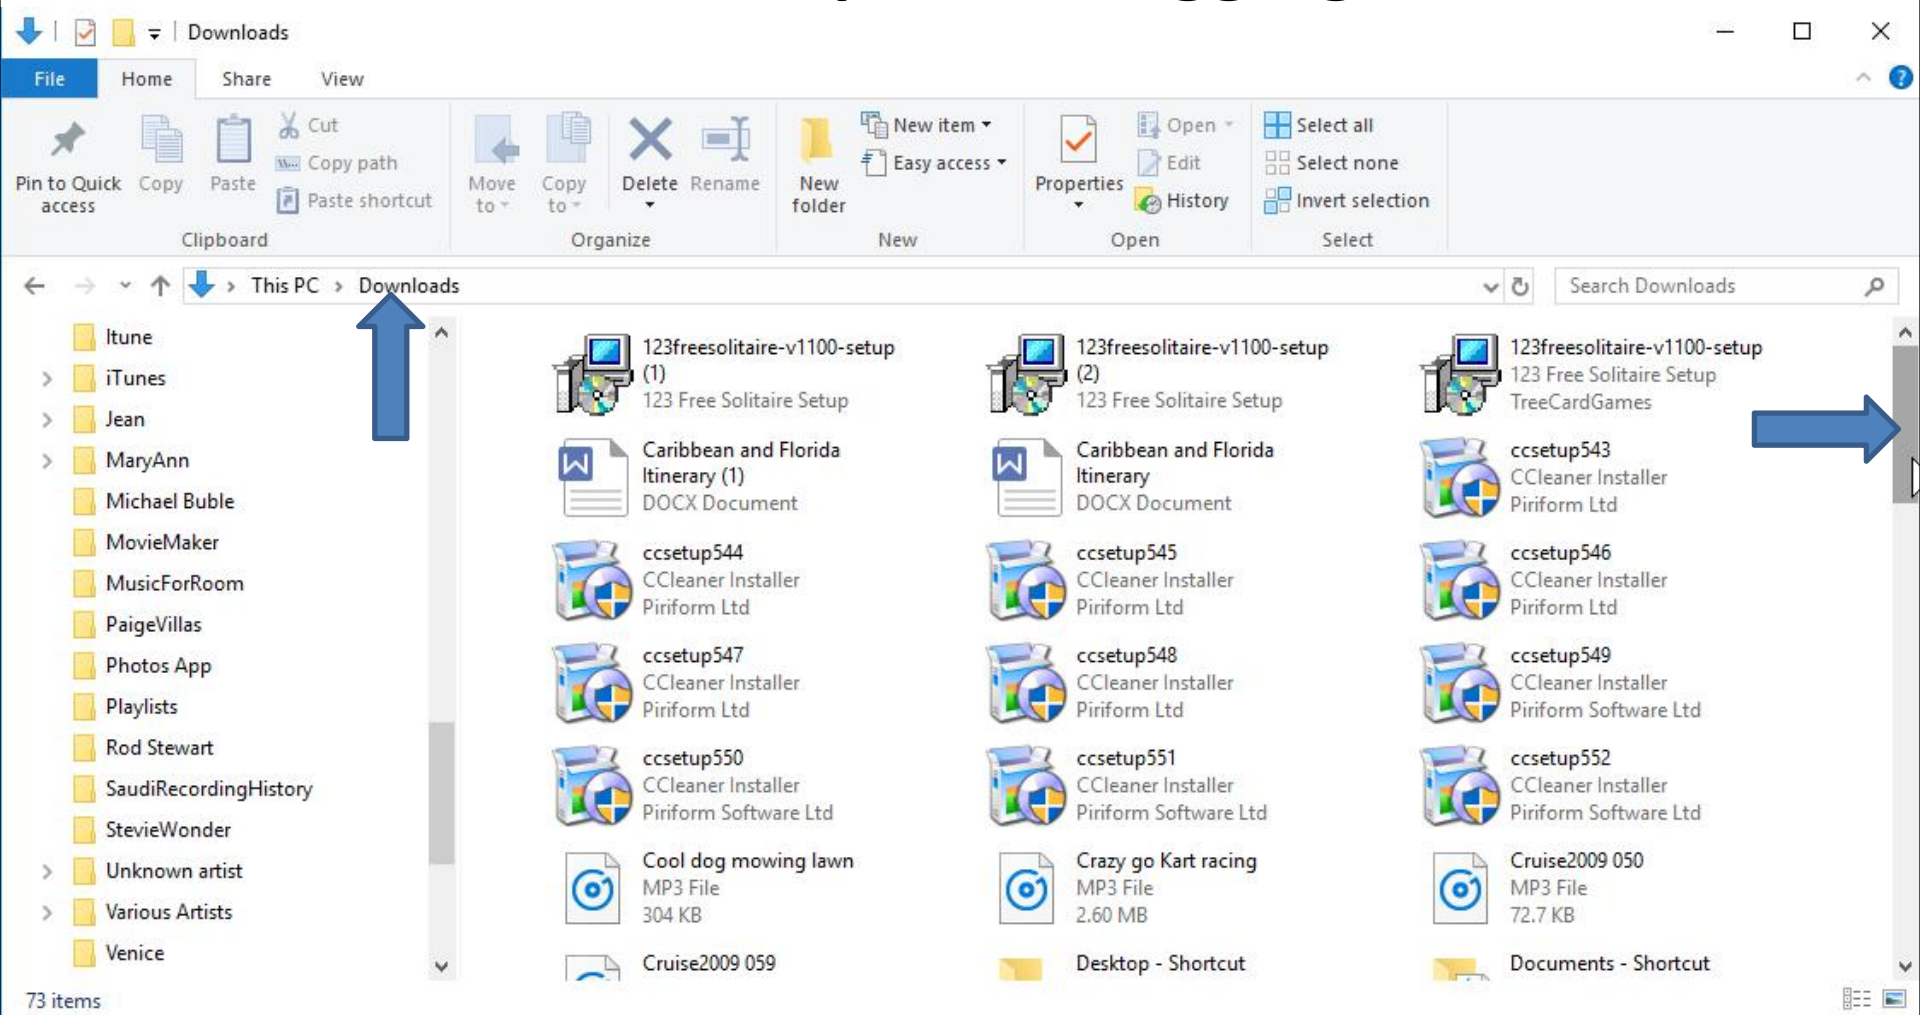 Downloads
File Home Share View
Pin to Quick access
Copy
Paste
Cut
Copy path
Paste shortcut
Clipboard
Move to
Copy to
Delete
Rename
Organize
New folder
New item
Easy access
New
Properties
Open
Edit
History
Open
Select all
Select none
Invert selection
Select
This PC > Downloads
Search Downloads
Itune
iTunes
Jean
MaryAnn
Michael Buble
MovieMaker
MusicForRoom
PaigeVillas
Photos App
Playlists
Rod Stewart
SaudiRecordingHistory
StevieWonder
Unknown artist
Various Artists
Venice
123freesolitaire-v1100-setup
(1)
123 Free Solitaire Setup
123freesolitaire-v1100-setup
(2)
123 Free Solitaire Setup
123freesolitaire-v1100-setup
123 Free Solitaire Setup
TreeCardGames
Caribbean and Florida
Itinerary (1)
DOCX Document
Caribbean and Florida
Itinerary
DOCX Document
ccsetup543
CCleaner Installer
Piriform Ltd
ccsetup544
CCleaner Installer
Piriform Ltd
ccsetup545
CCleaner Installer
Piriform Ltd
ccsetup546
CCleaner Installer
Piriform Ltd
ccsetup547
CCleaner Installer
Piriform Ltd
ccsetup548
CCleaner Installer
Piriform Ltd
ccsetup549
CCleaner Installer
Piriform Software Ltd
ccsetup550
CCleaner Installer
Piriform Software Ltd
ccsetup551
CCleaner Installer
Piriform Software Ltd
ccsetup552
CCleaner Installer
Piriform Software Ltd
Cool dog mowing lawn
MP3 File
304 KB
Crazy go Kart racing
MP3 File
2.60 MB
Cruise2009 050
MP3 File
72.7 KB
Cruise2009 059
Desktop - Shortcut
Documents - Shortcut
73 items